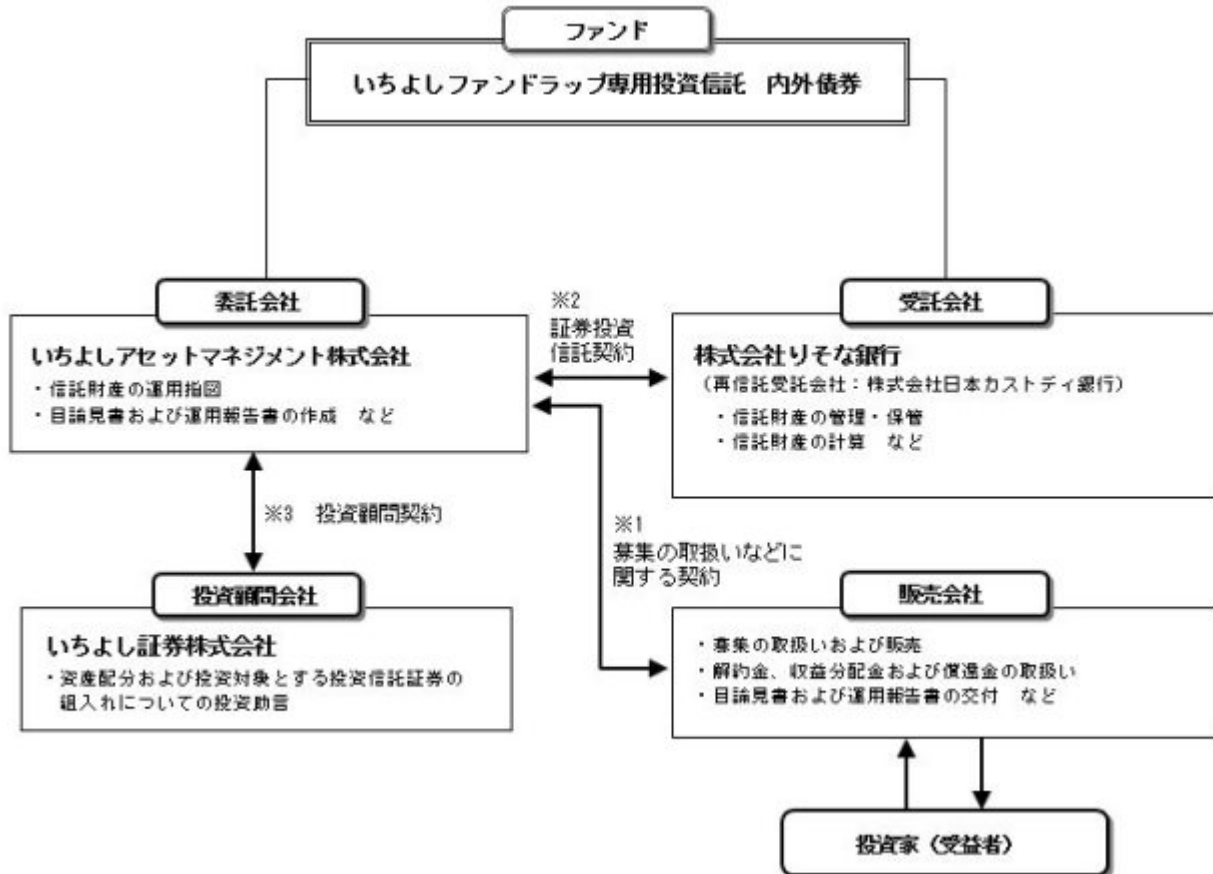 ファンド
いちよしファンドラップ専用投資信託　内外債券
委託会社
いちよしアセットマネジメント株式会社
・信託財産の運用指図
・目論見書および運用報告書の作成　など
※2
証券投資
信託契約
受託会社
株式会社りそな銀行
（再信託受託会社：株式会社日本カストディ銀行）
・信託財産の管理・保管
・信託財産の計算　など
※3　投資顧問契約
※1
募集の取扱いなどに
関する契約
投資顧問会社
いちよし証券株式会社
・資産配分および投資対象とする投資信託証券の
組入れについての投資助言
販売会社
・募集の取扱いおよび販売
・解約金、収益分配金および償還金の取扱い
・目論見書および運用報告書の交付　など
投資家（受益者）